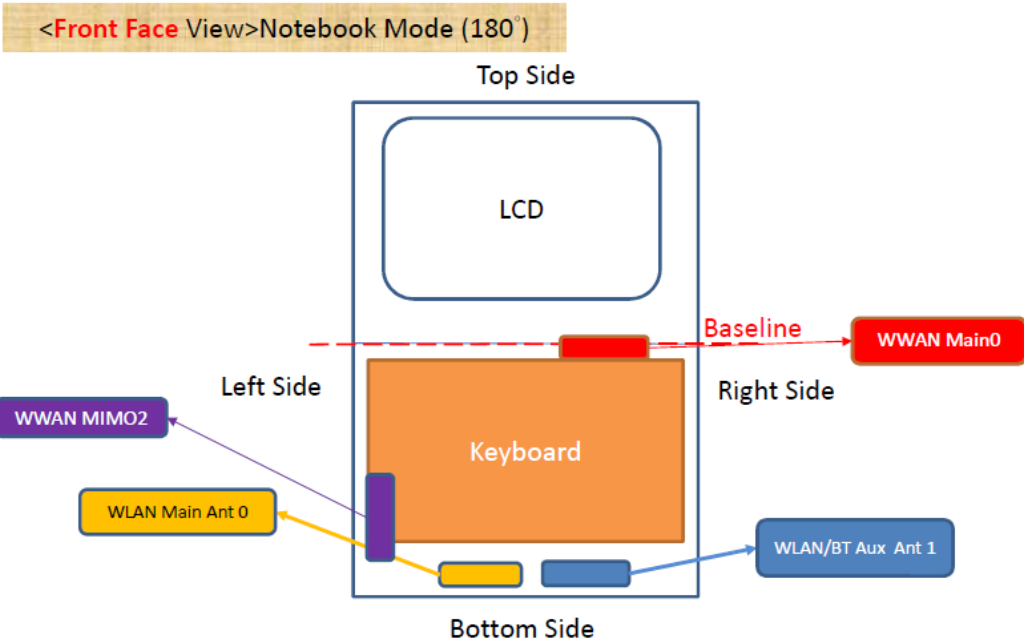 <Front Face View>Notebook Mode (180°)
Top Side
LCD
Baseline
WWAN Main0
Left Side
Right Side
WWAN MIMO2
Keyboard
WLAN Main Ant 0
WLAN/BT Aux Ant 1
Bottom Side